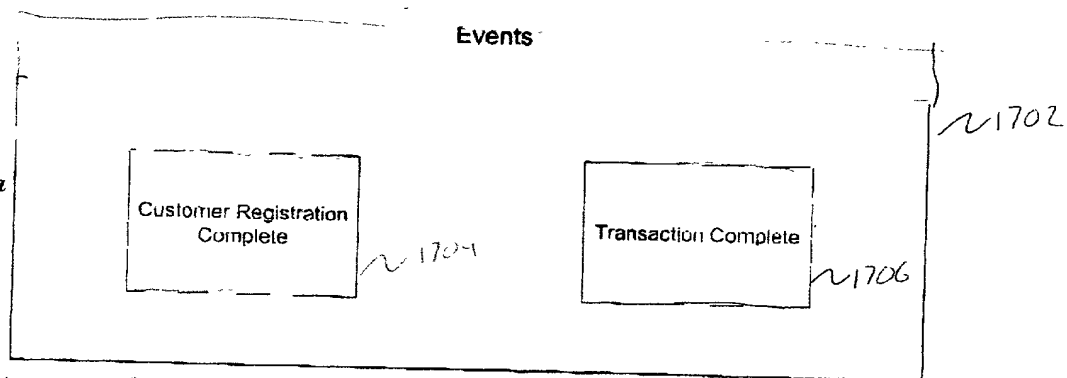 Events
1702
Customer Registration
Complete
1704
Transaction Complete
1706